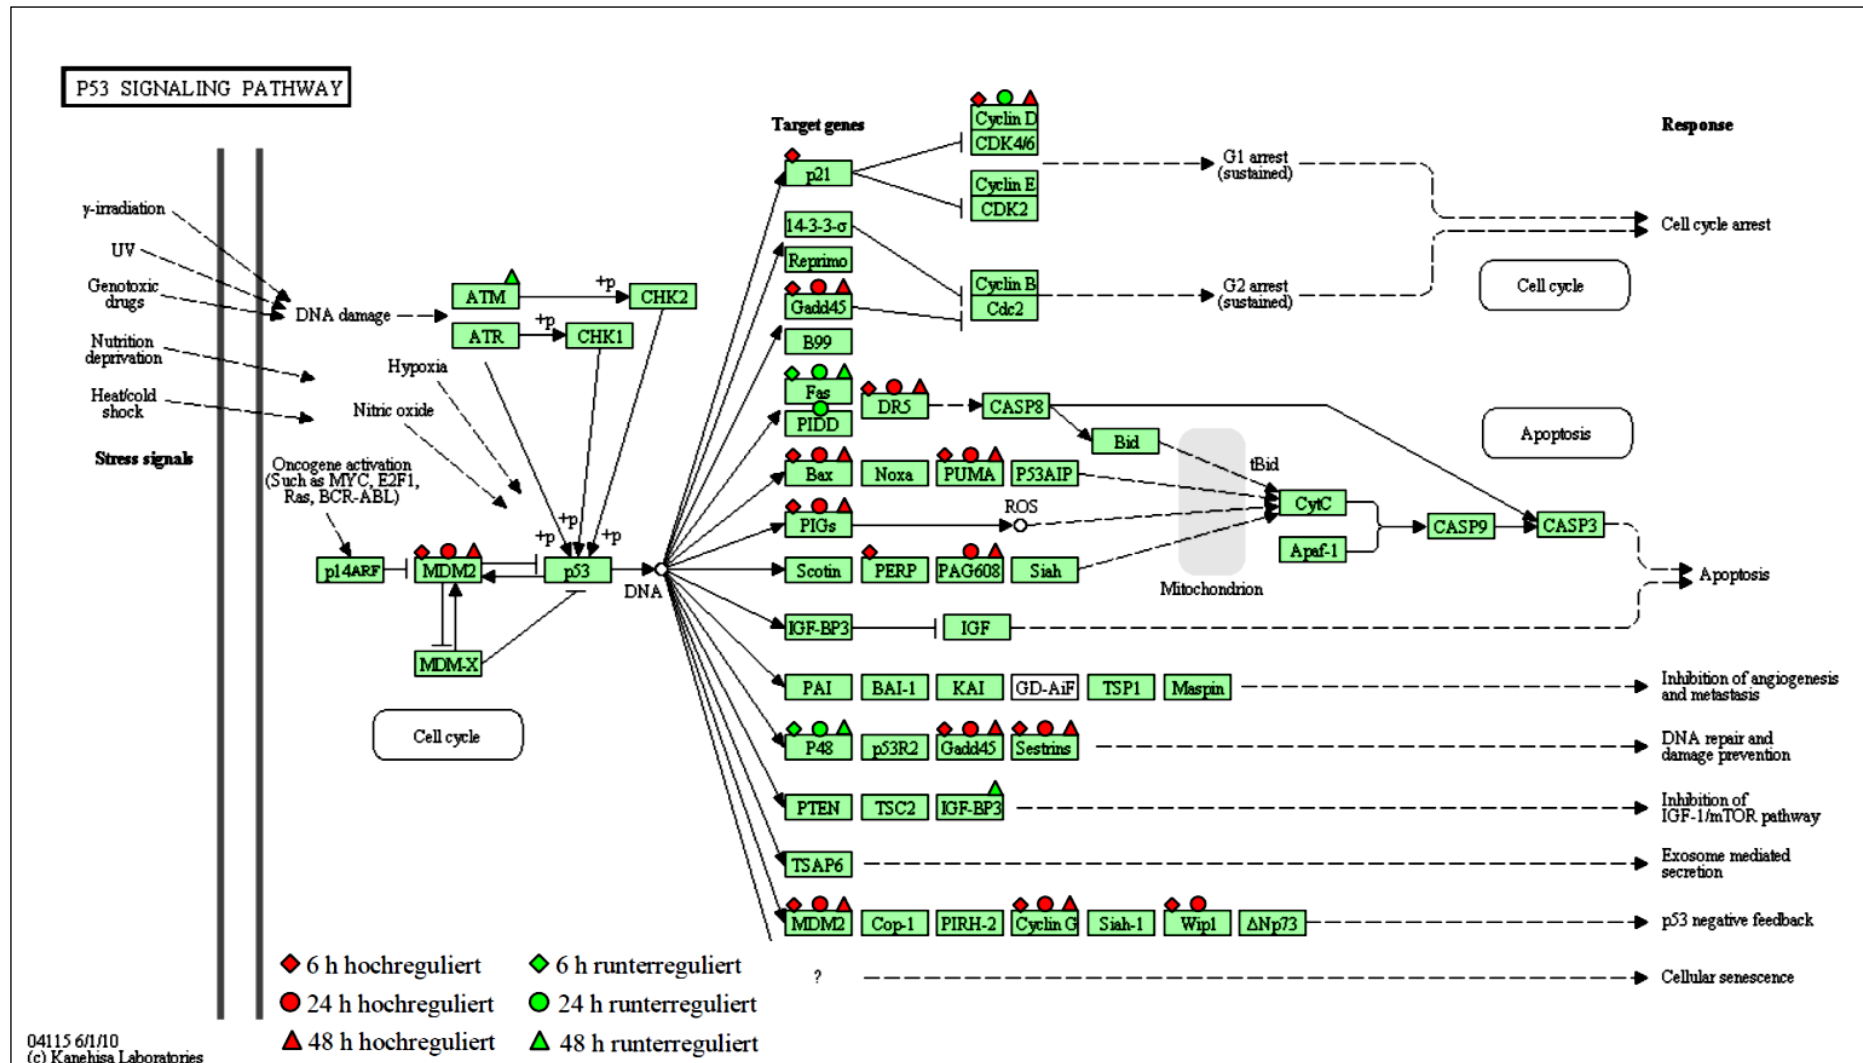 P53 SIGNALING PATHWAY
Target genes
Response
Cyclin D
CDK4/6
p21
G1 arrest
(sustained)
Cyclin E
CDK2
γ-irradiation
14-3-3-σ
Cell cycle arrest
UV
Reprimo
Genotoxic
drugs
ATM
+p
CHK2
Gadd45
Cyclin B
Cdc2
G2 arrest
(sustained)
Cell cycle
DNA damage
ATR
+p
CHK1
B99
Nutrition
deprivation
Hypoxia
Fas
Heat/cold
shock
Nitric oxide
DR5
CASP8
PIDD
Bid
Apoptosis
Stress signals
Oncogene activation
(Such as MYC, E2F1,
Ras, BCR-ABL)
Bax
Noxa
PUMA
P53AIP
tBid
CytC
PIGs
ROS
CASP9
CASP3
+p
+p
+p
Apaf-1
p14ARF
MDM2
p53
DNA
Scotin
PERP
PAG608
Siah
Mitochondrion
Apoptosis
IGF-BP3
IGF
MDM-X
PAI
BAI-1
KAI
GD-AiF
TSP1
Maspin
Inhibition of angiogenesis
and metastasis
Cell cycle
P48
p53R2
Gadd45
Sestrins
DNA repair and
damage prevention
PTEN
TSC2
IGF-BP3
Inhibition of
IGF-1/mTOR pathway
TSAP6
Exosome mediated
secretion
MDM2
Cop-1
PIRH-2
Cyclin G
Siah-1
Wip1
ΔNp73
p53 negative feedback
?
Cellular senescence
6 h hochreguliert
6 h runterreguliert
24 h hochreguliert
24 h runterreguliert
48 h hochreguliert
48 h runterreguliert
04115 6/1/10
(c) Kanehisa Laboratories